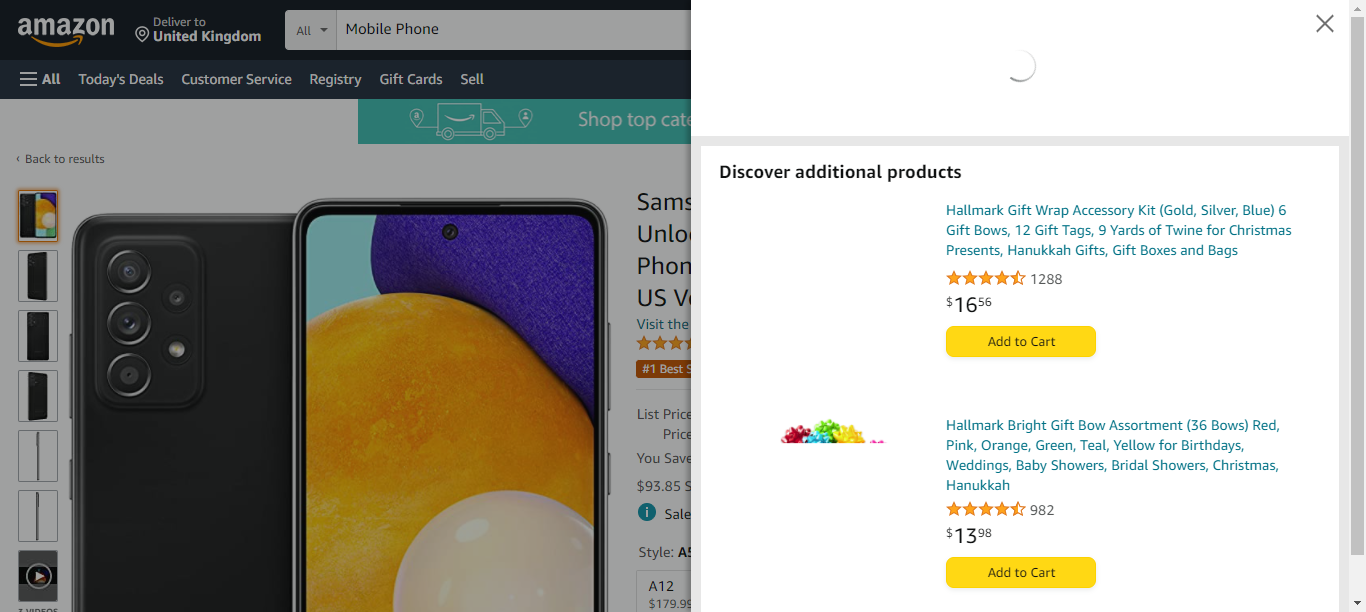 amazon
Deliver to
United Kingdom
All
Mobile Phone
All
Today's Deals
Customer Service
Registry
Gift Cards
Sell
Shop top cate
‹ Back to results
Sams
Unlo
Phon
US Ve
Visit the
#1 Best S
List Price
Price
You Save
$93.85 S
Sale
Style: A5
A12
$179.99
3 VIDEOS
Discover additional products
Hallmark Gift Wrap Accessory Kit (Gold, Silver, Blue) 6
Gift Bows, 12 Gift Tags, 9 Yards of Twine for Christmas
Presents, Hanukkah Gifts, Gift Boxes and Bags
1288
$16 56
Add to Cart
Hallmark Bright Gift Bow Assortment (36 Bows) Red,
Pink, Orange, Green, Teal, Yellow for Birthdays,
Weddings, Baby Showers, Bridal Showers, Christmas,
Hanukkah
982
$13 98
Add to Cart